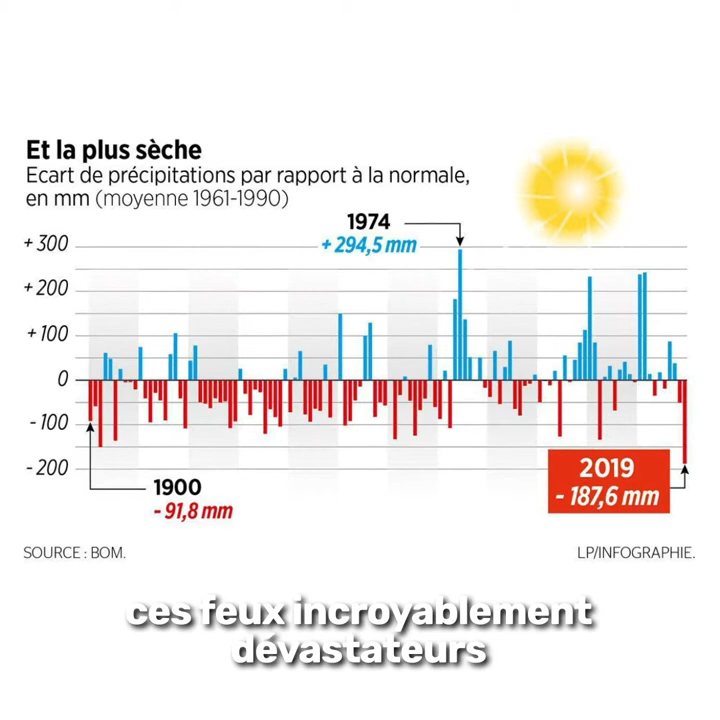 Et la plus sèche
Ecart de précipitations par rapport à la normale,
en mm (moyenne 1961-1990)
1974
+ 294,5 mm
+ 300
+ 200
+ 100
0
- 100
- 200
1900
- 91,8 mm
2019
- 187,6 mm
SOURCE : BOM.
LP/INFOGRAPHIE.
ces feux incroyablement
dévastateurs